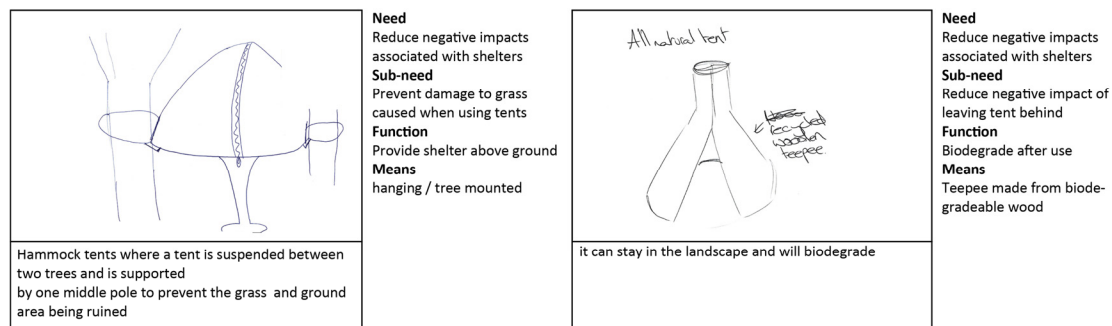 Need
Reduce negative impacts
associated with shelters
Sub-need
Prevent damage to grass
caused when using tents
Function
Provide shelter above ground
Means
hanging / tree mounted
Hammock tents where a tent is suspended between
two trees and is supported
by one middle pole to prevent the grass and ground
area being ruined
All natural tent
recycled
wooden
teepee.
Need
Reduce negative impacts
associated with shelters
Sub-need
Reduce negative impact of
leaving tent behind
Function
Biodegrade after use
Means
Teepee made from biode-
gradeable wood
it can stay in the landscape and will biodegrade